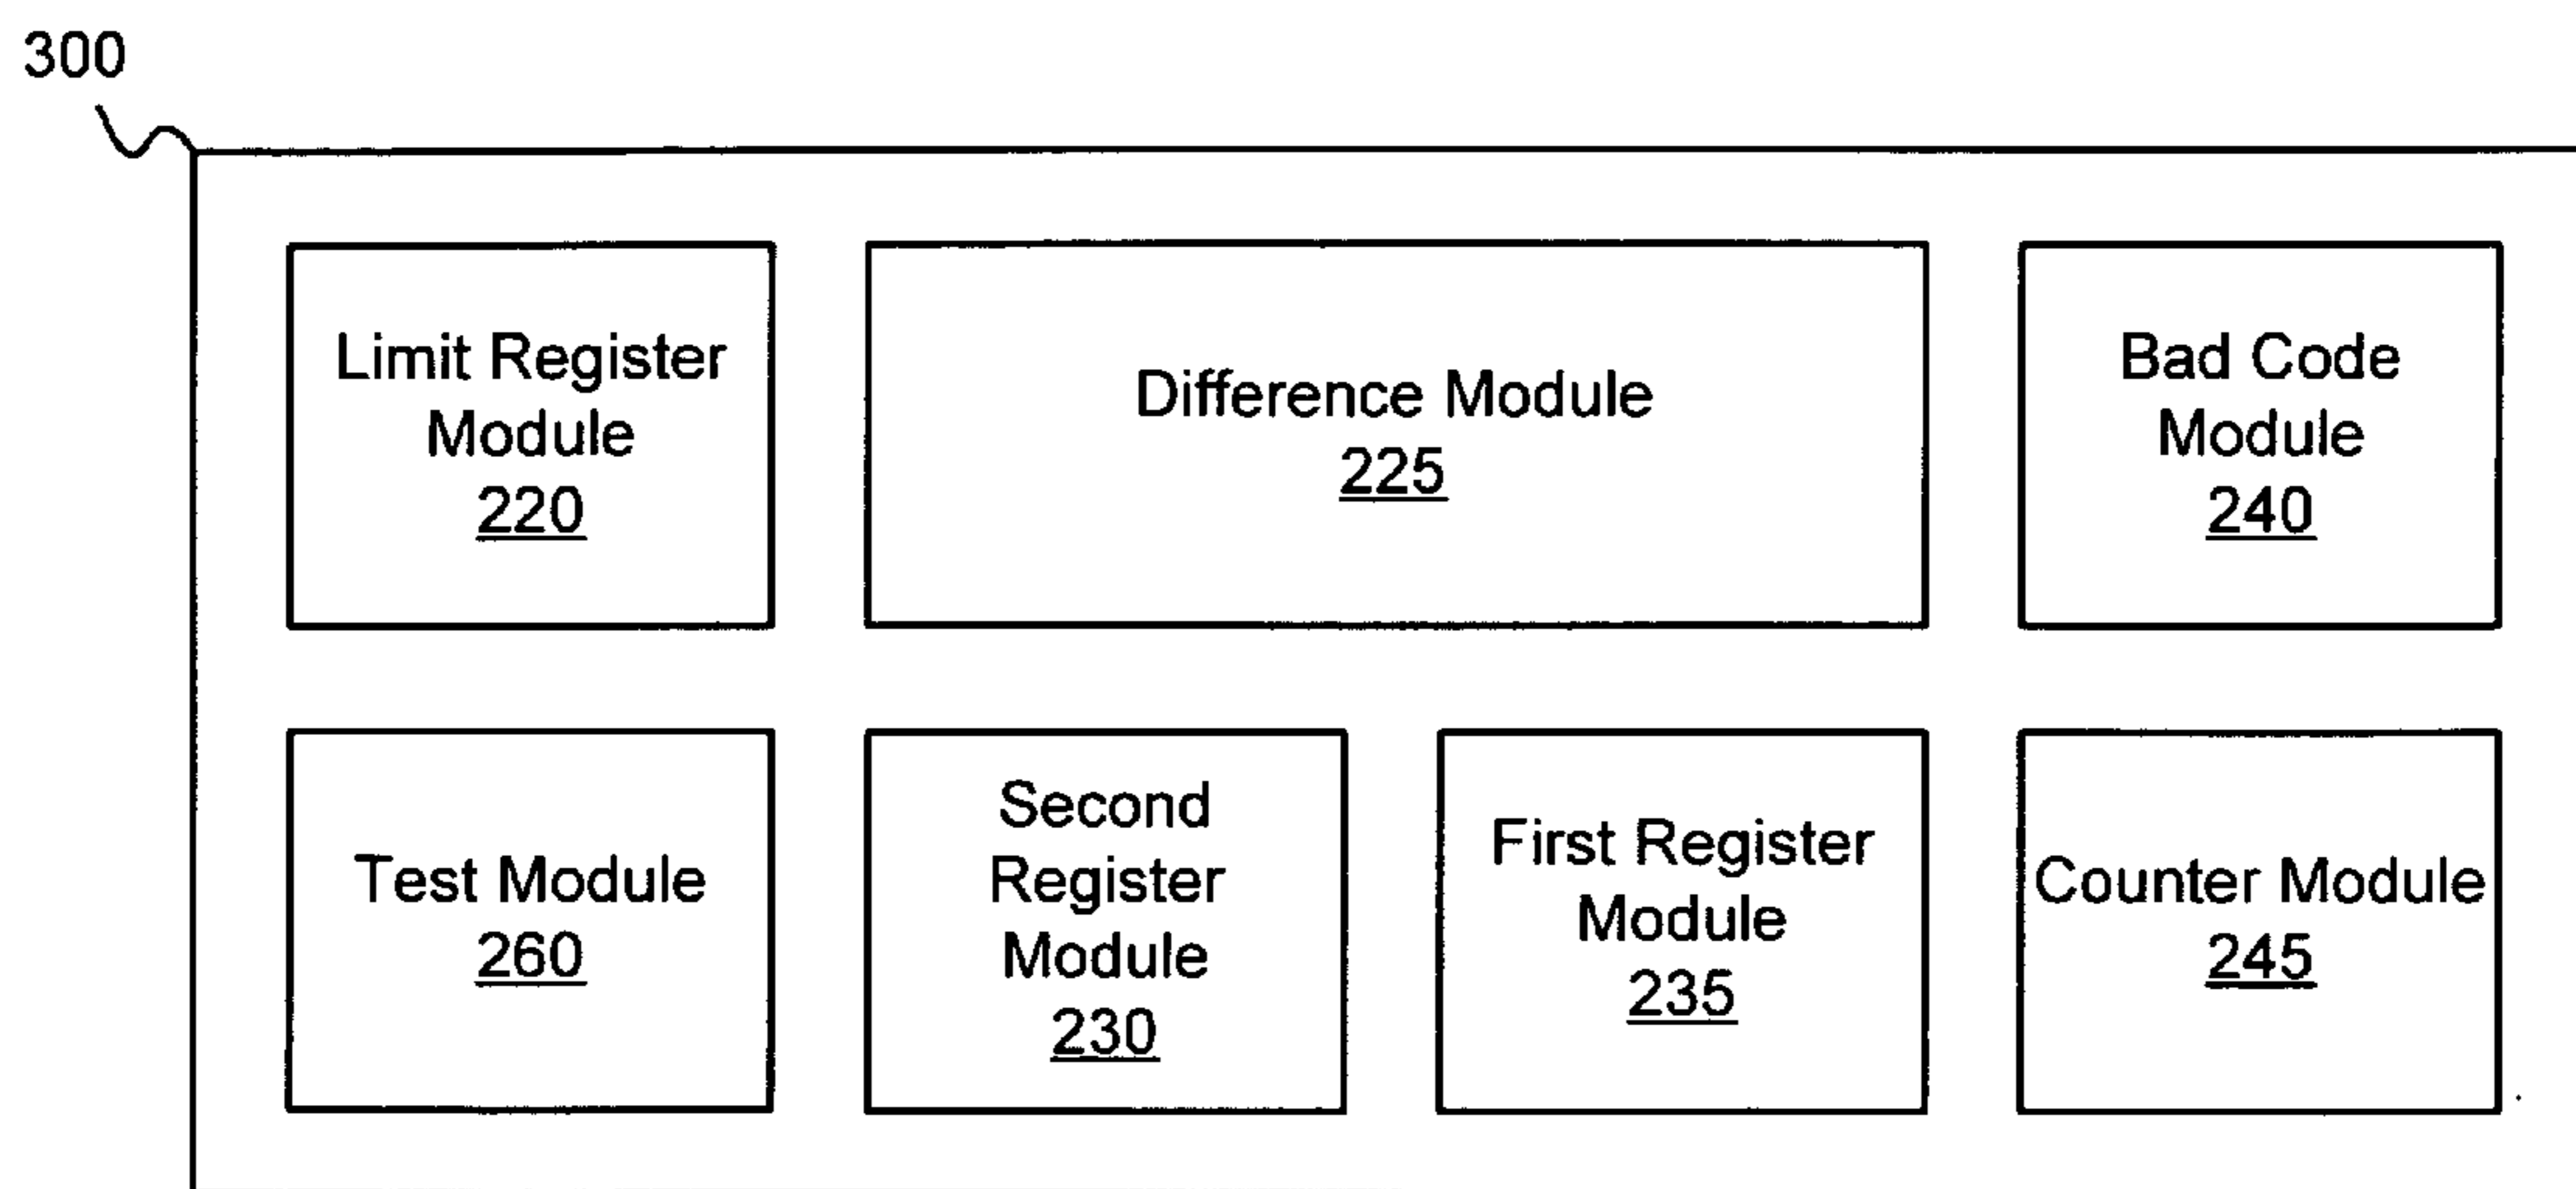 300
Limit Register
Module
220
Difference Module
225
Bad Code
Module
240
Test Module
260
Second
Register
Module
230
First Register
Module
235
Counter Module
245